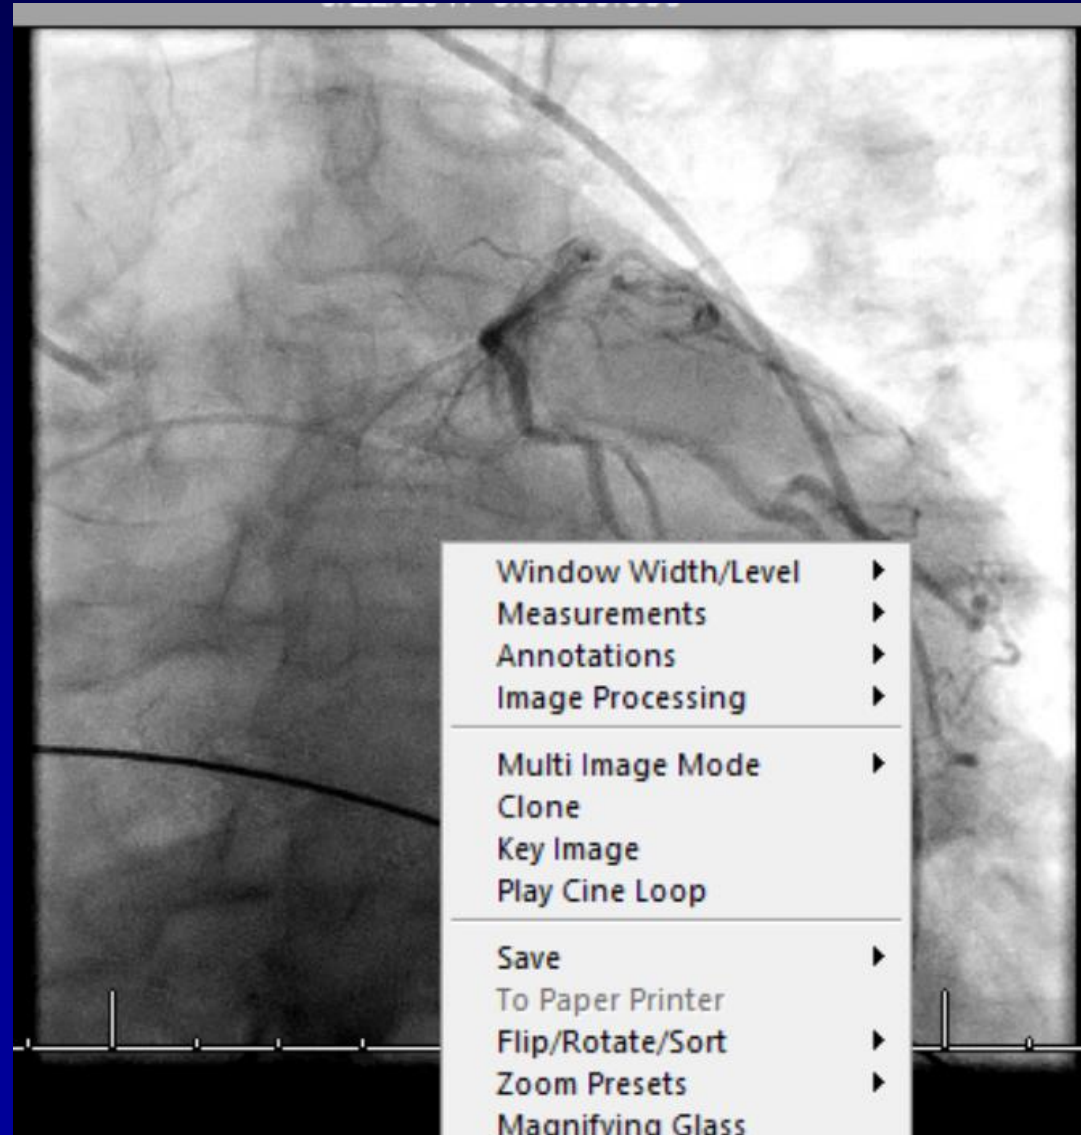 Window Width/Level
Measurements
Annotations
Image Processing
Multi Image Mode
Clone
Key Image
Play Cine Loop
Save
To Paper Printer
Flip/Rotate/Sort
Zoom Presets
Magnifying Glass